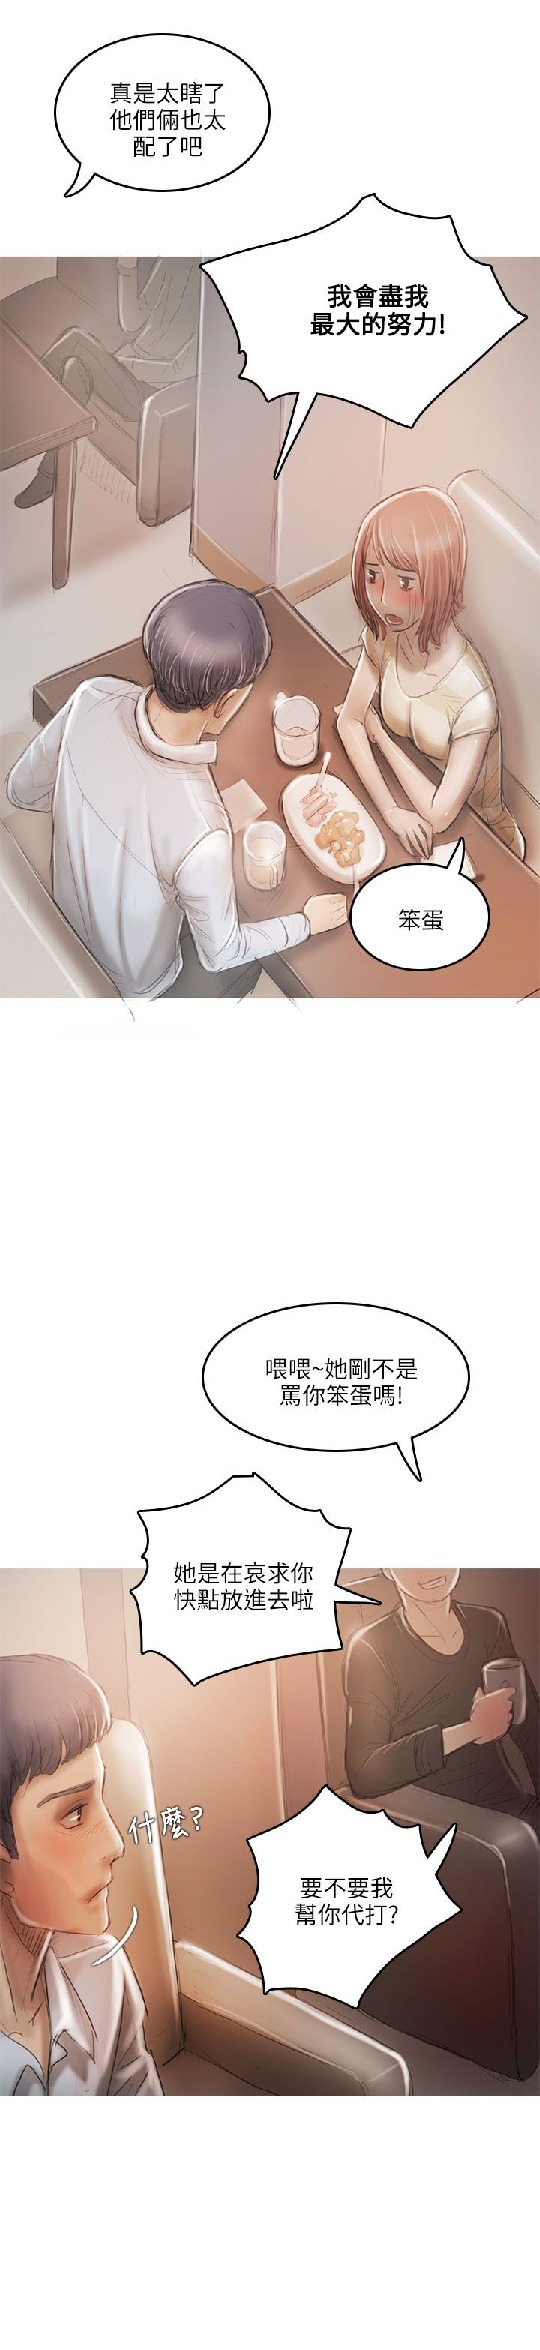 真是太瞎了
他們倆也太
配了吧
我會盡我
最大的努力!
笨蛋
喂喂~她剛不是
罵你笨蛋嗎!
她是在哀求你
快點放進去啦
什麼?
要不要我
幫你代打?